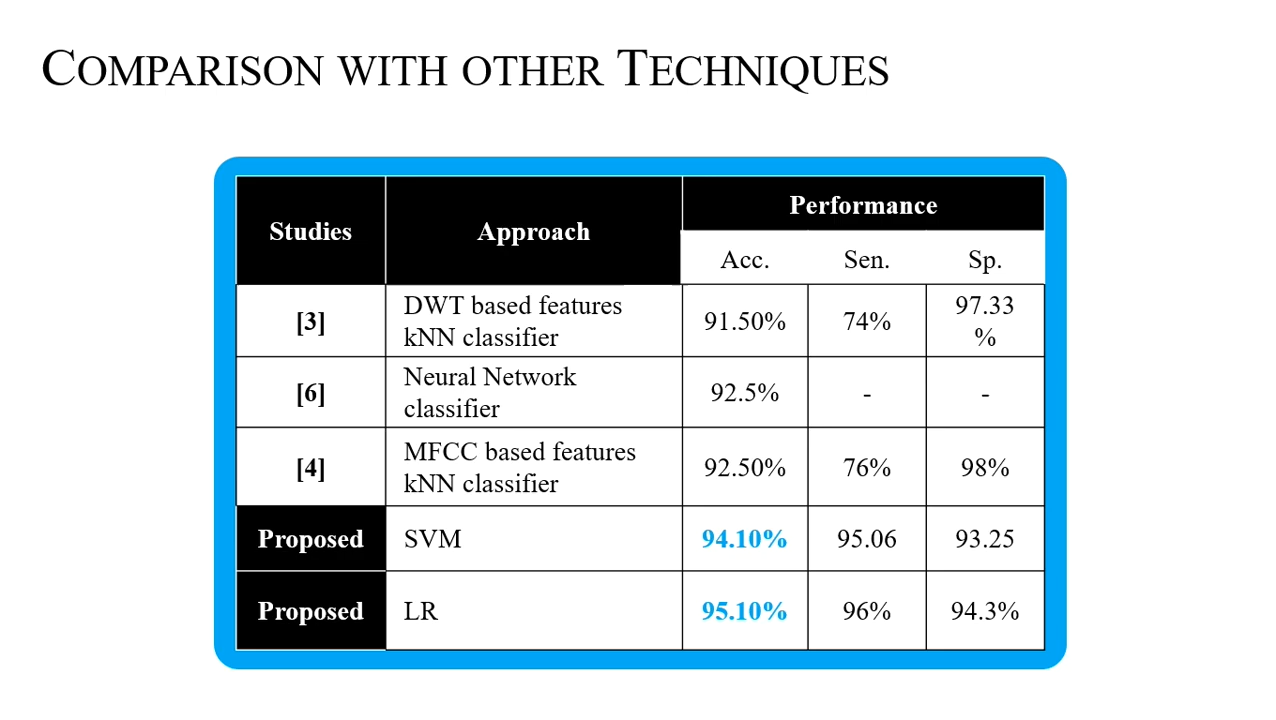 COMPARISON WITH OTHER TECHNIQUES
Studies Approach Performance
Acc. Sen. Sp.
[3] DWT based features kNN classifier 91.50% 74% 97.33 %
[6] Neural Network classifier 92.5% - -
[4] MFCC based features kNN classifier 92.50% 76% 98%
Proposed SVM 94.10% 95.06 93.25
Proposed LR 95.10% 96% 94.3%